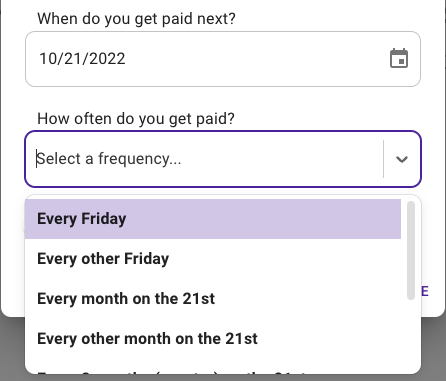 When do you get paid next?
10/21/2022
How often do you get paid?
Select a frequency...
Every Friday
Every other Friday
E
Every month on the 21st
Every other month on the 21st